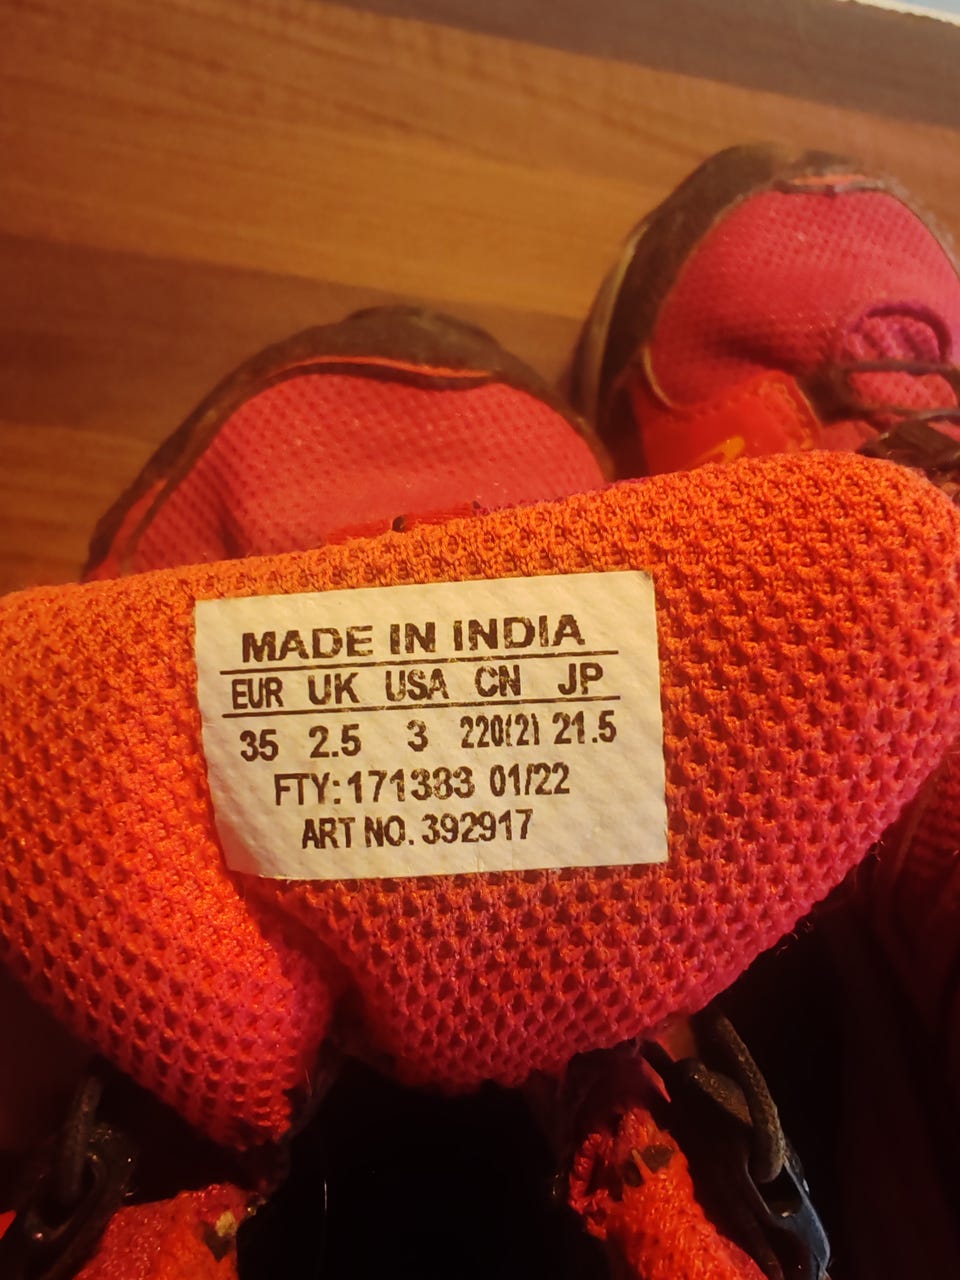 MADE IN INDIA
EUR UK USA CN JP
35 2.5 3 220(2) 21.5
FTY:171383 01/22
ART NO. 392917